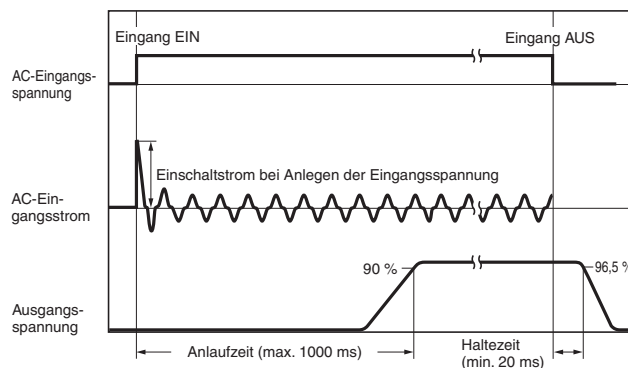 Eingang EIN
Eingang AUS
AC-Eingangs-
spannung
Einschaltstrom bei Anlegen der Eingangsspannung
AC-Ein-
gangsstrom
90 %
96,5 %
Ausgangs-
spannung
Anlaufzeit (max. 1000 ms)
Haltezeit
(min. 20 ms)